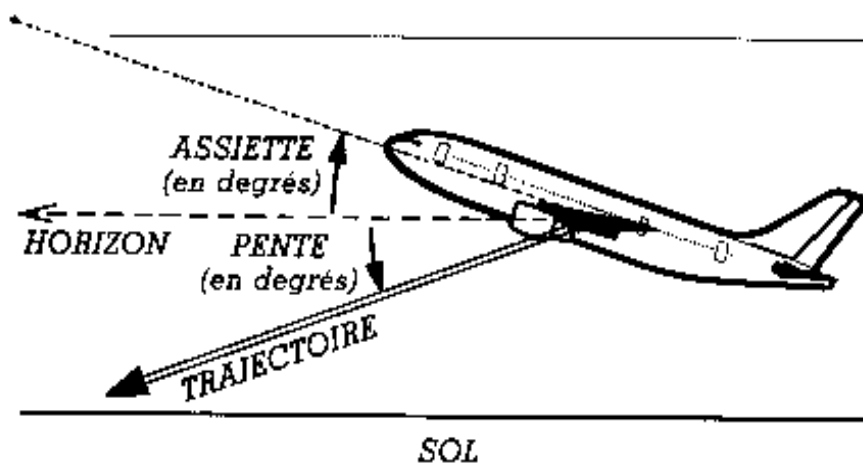 ASSIETTE
(en degrés)
HORIZON
PENTE
(en degrés)
TRAJECTOIRE
SOL